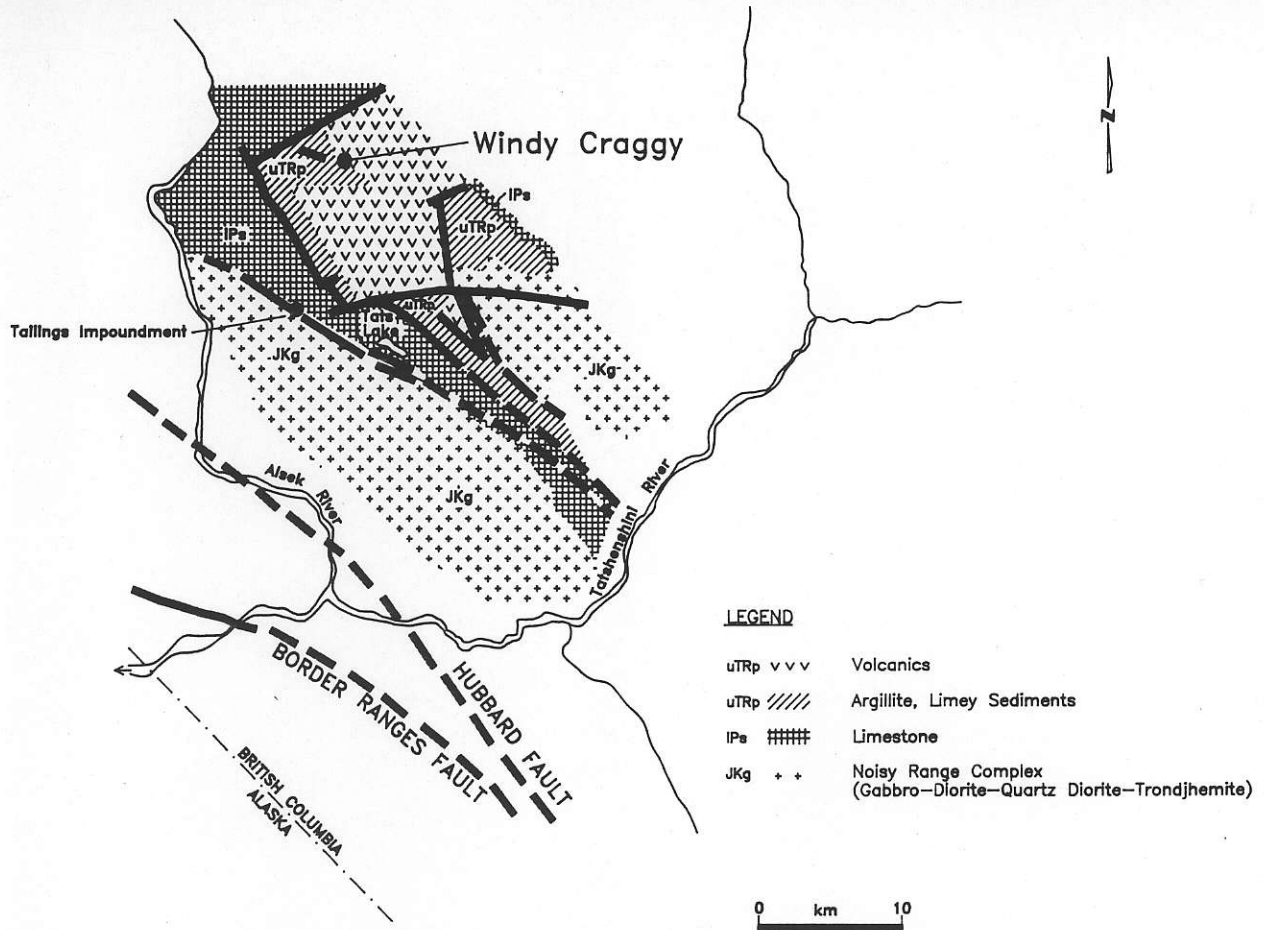 N
Windy Craggy
uTRp
IPs
uTRp
IPs
uTRp
Tats
Lake
Tailings Impoundment
JKg
JKg
Alsek River
JKg
Tatshenshini River
BORDER RANGES FAULT
HUBBARD FAULT
BRITISH COLUMBIA
ALASKA
LEGEND
uTRp Volcanics
uTRp Argillite, Limey Sediments
IPs Limestone
JKg Noisy Range Complex
(Gabbro-Diorite-Quartz Diorite-Trondjhemite)
0 km 10